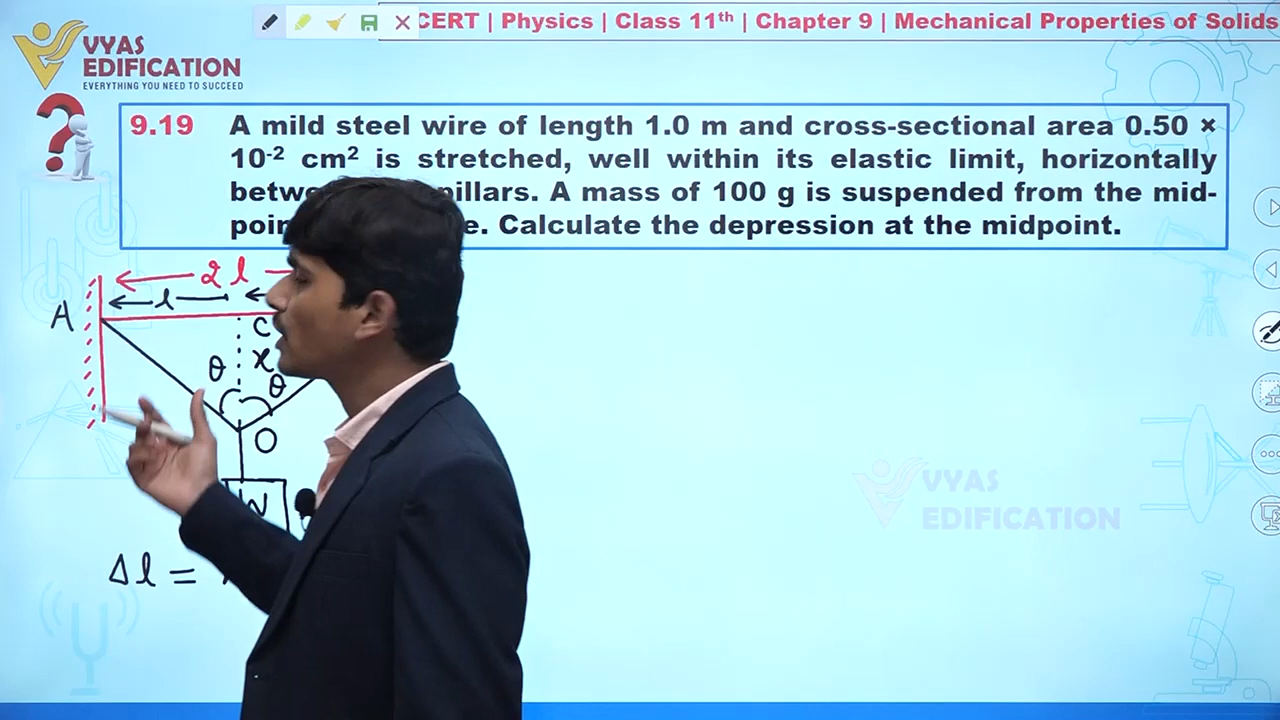 CERT | Physics | Class 11th | Chapter 9 | Mechanical Properties of Solids
VYAS
EDIFICATION
EVERYTHING YOU NEED TO SUCCEED
9.19 A mild steel wire of length 1.0 m and cross-sectional area 0.50 ×
10-2 cm2 is stretched, well within its elastic limit, horizontally
pillars. A mass of 100 g is suspended from the mid-
Calculate the depression at the midpoint.
2l
l
A
C
θ x
θ
O
W
Δl =
VYAS
EDIFICATION